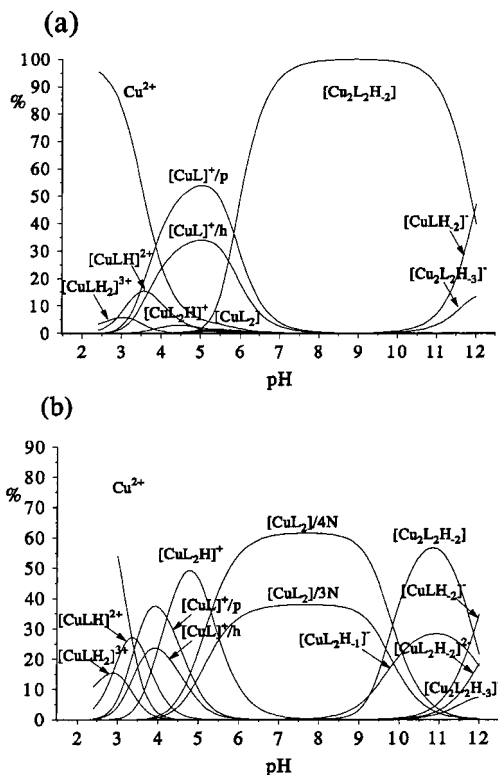 (a)
100
90
80
70
60
50
40
30
20
10
0
%
Cu²⁺
[Cu₂L₂H₋₂]
[CuL]⁺/p
[CuL]⁺/h
[CuLH]²⁺
[CuLH₂]³⁺
[CuL₂H]⁺
[CuL₂]
[CuLH₋₂]⁻
[Cu₂L₂H₋₃]⁻
2 3 4 5 6 7 8 9 10 11 12
pH
(b)
90
80
70
60
50
40
30
20
10
0
%
Cu²⁺
[CuL₂]/4N
[Cu₂L₂H₋₂]
[CuL₂H]⁺
[CuL₂]/3N
[CuLH₋₂]⁻
[CuLH]²⁺
[CuL]⁺/p
[CuL]⁺/h
[CuL₂H₋₁]⁻
[CuL₂H₋₂]²⁻
[CuLH₂]³⁺
[Cu₂L₂H₋₃]⁻
2 3 4 5 6 7 8 9 10 11 12
pH